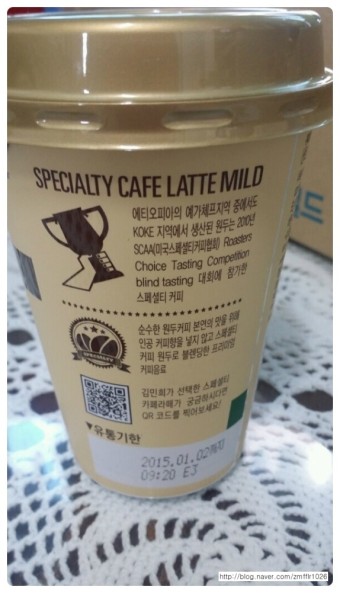 SPECIALTY CAFE LATTE MILD
에티오피아의 예가체프지역 중에서도
KOKE 지역에서 생산된 원두는 2010년
SCAA(미국스페셜티커피협회) Roasters
Choice Tasting Competition
blind tasting 대회에 참가한
스페셜티 커피
순수한 원두커피 본연의 맛을 위해
인공 커피향을 넣지 않고 스페셜티
커피 원두로 블렌딩한 프리미엄
커피음료
SPECIALTY
김민희가 선택한 스페셜티
카페라떼가 궁금하시다면
QR 코드를 찍어보세요!
▼유통기한
2015.01.02까지
09:20 E3
드
http://blog.naver.com/zmfflr1026